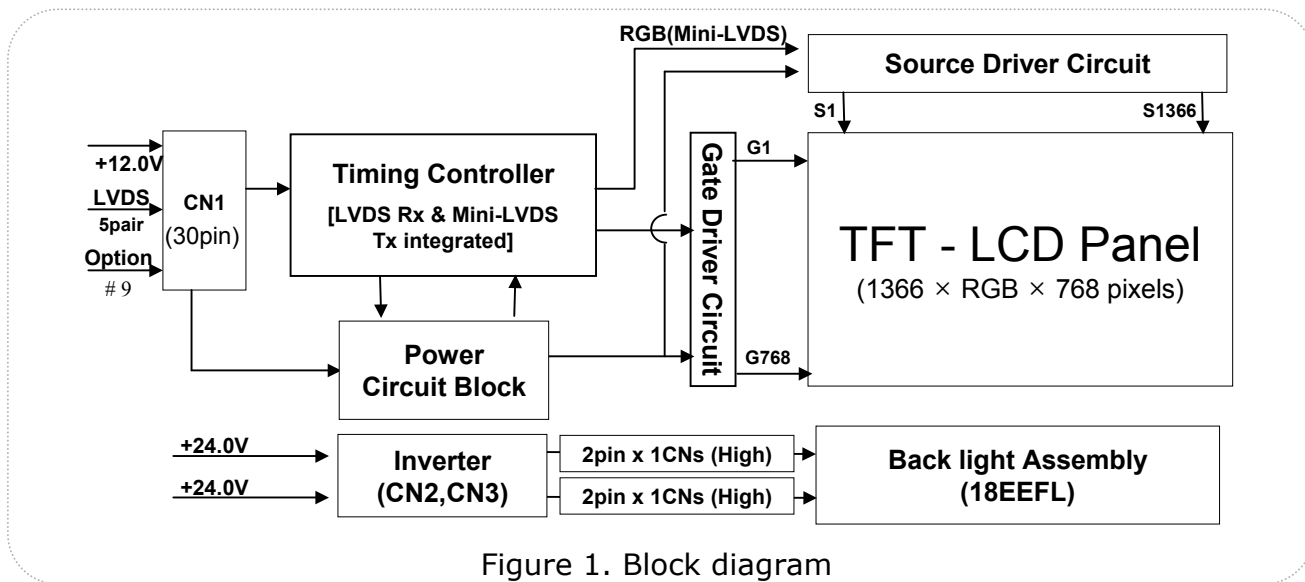 RGB(Mini-LVDS)
Source Driver Circuit
S1
S1366
+12.0V
LVDS
5pair
Option
# 9
CN1
(30pin)
Timing Controller
[LVDS Rx & Mini-LVDS
Tx integrated]
Gate Driver Circuit
G1
G768
TFT - LCD Panel
(1366 × RGB × 768 pixels)
Power
Circuit Block
+24.0V
+24.0V
Inverter
(CN2,CN3)
2pin x 1CNs (High)
2pin x 1CNs (High)
Back light Assembly
(18EEFL)
Figure 1. Block diagram